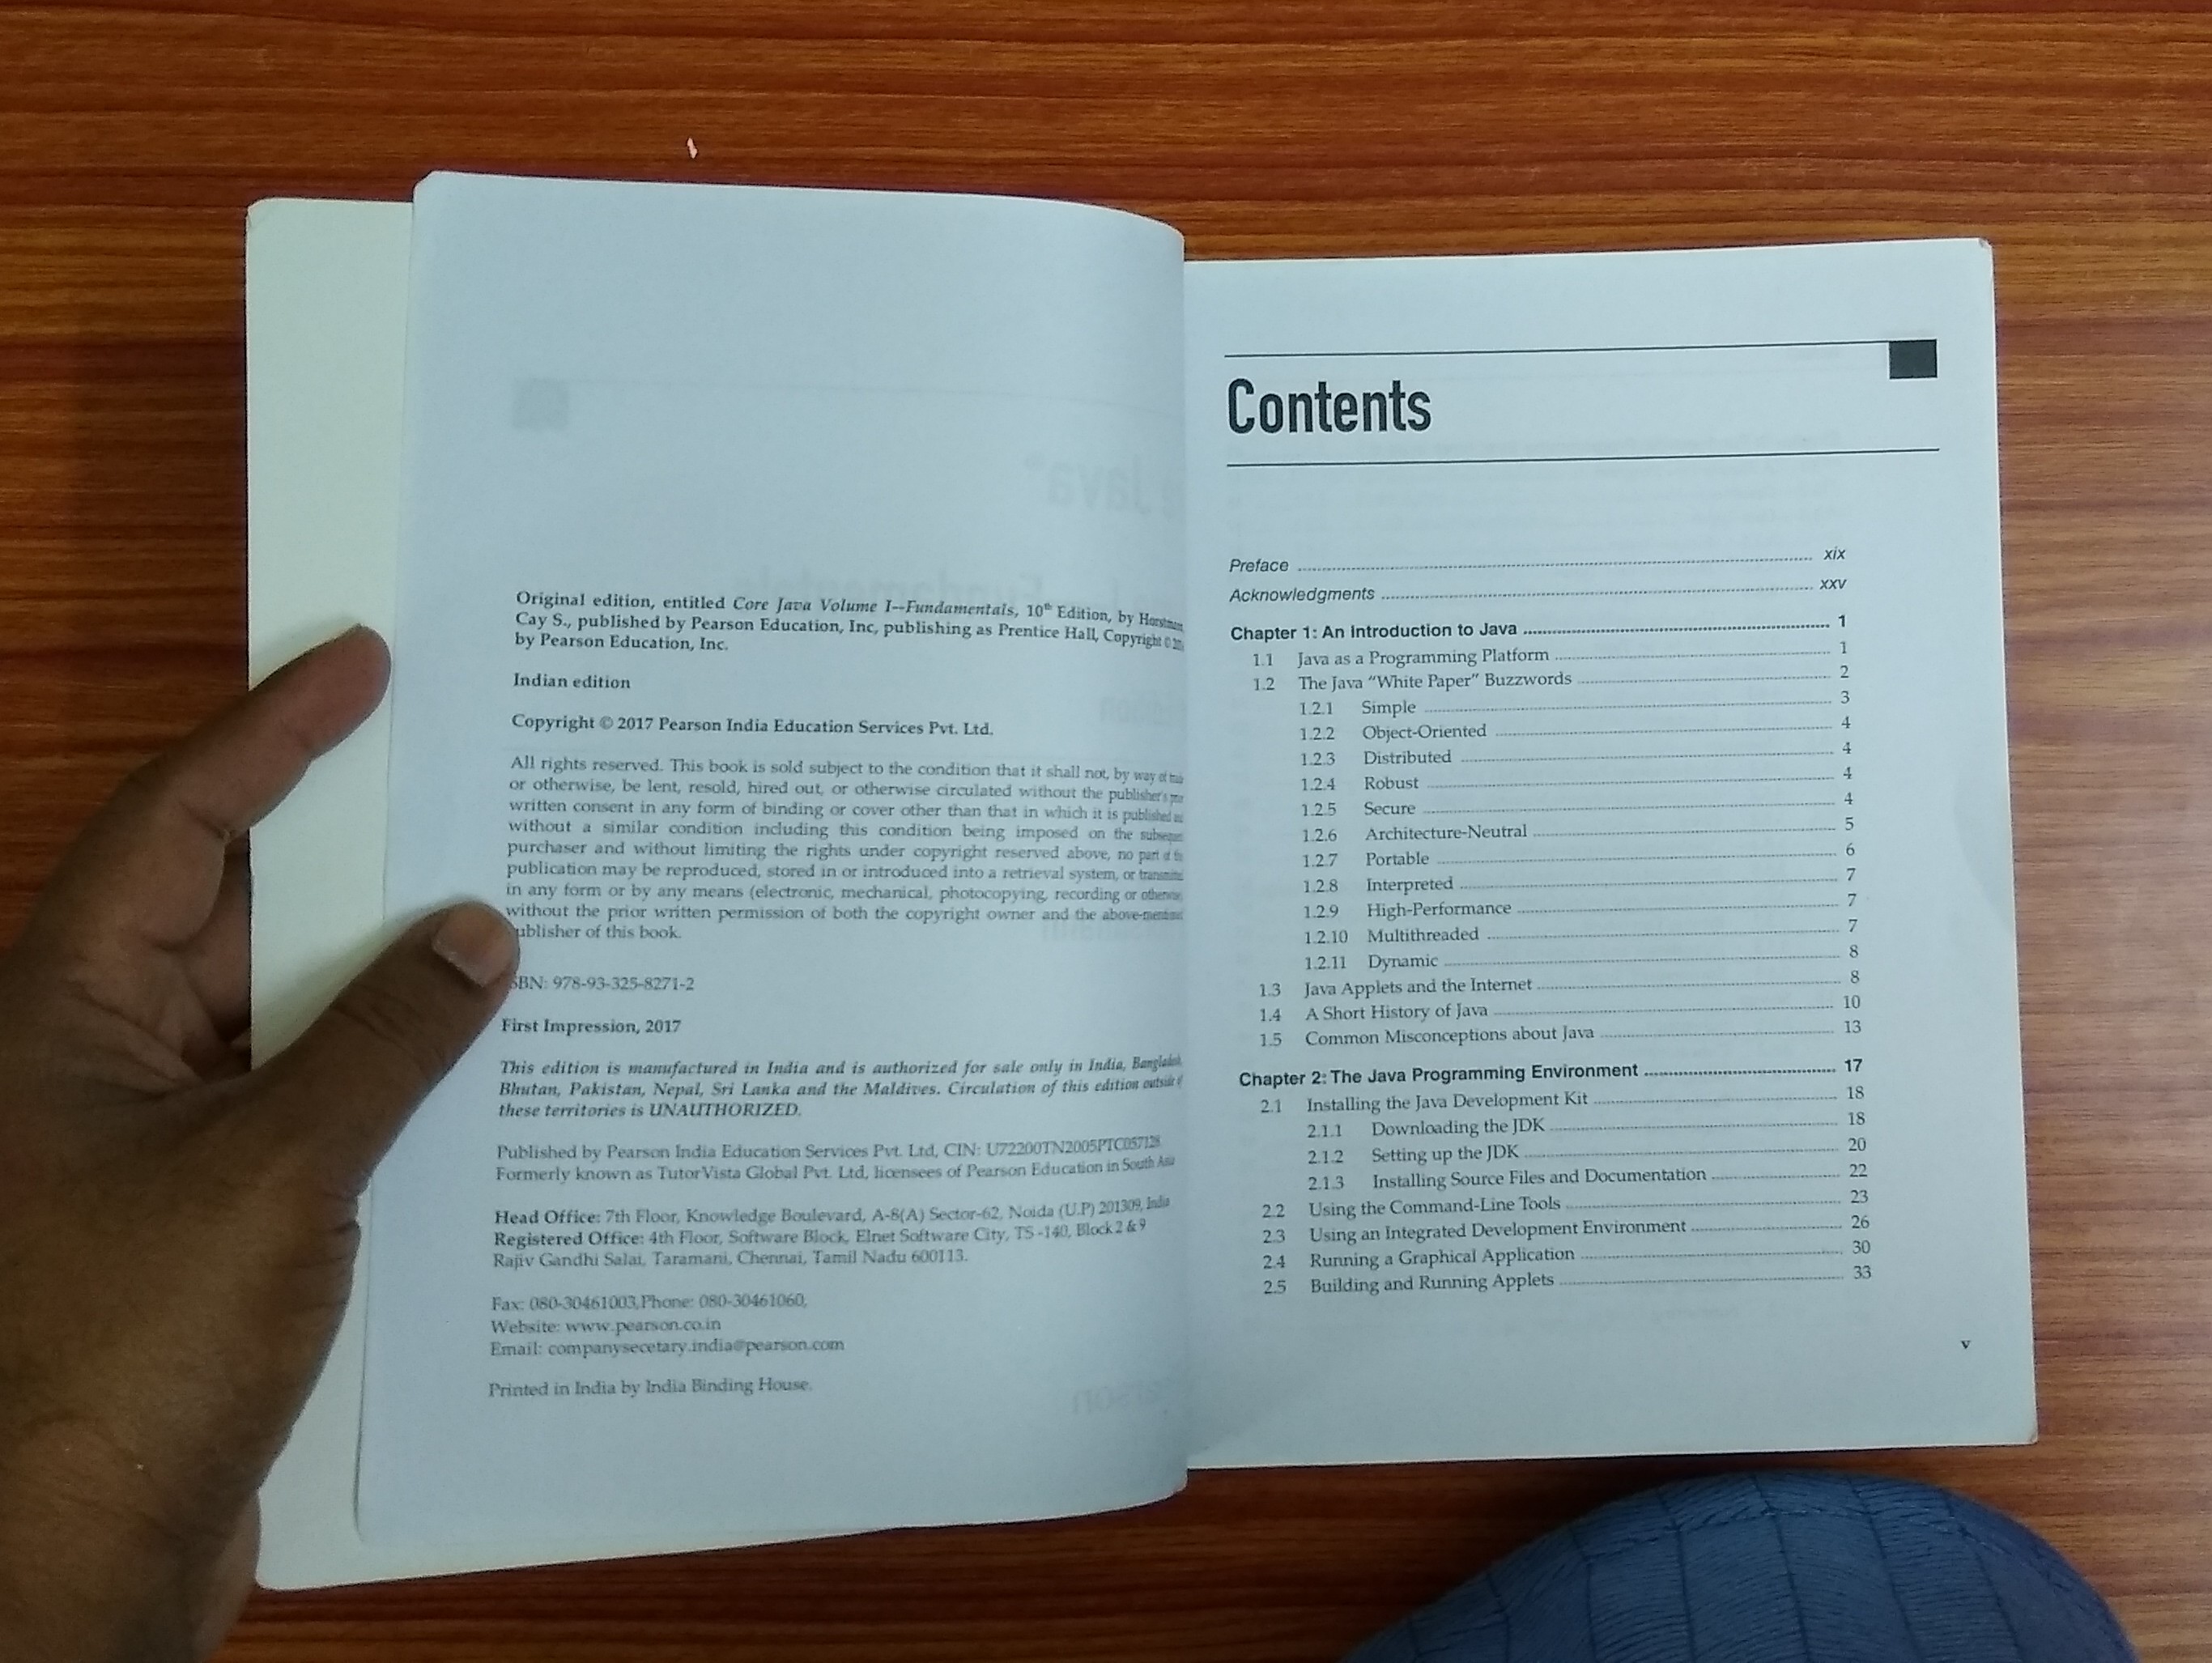 Original edition, entitled Core Java Volume I—Fundamentals, 10th Edition, by Horstmann,
Cay S., published by Pearson Education, Inc, publishing as Prentice Hall, Copyright ©
by Pearson Education, Inc.
Indian edition
Copyright © 2017 Pearson India Education Services Pvt. Ltd.
All rights reserved. This book is sold subject to the condition that it shall not, by way of
or otherwise, be lent, resold, hired out, or otherwise circulated without the publisher's
written consent in any form of binding or cover other than that in which it is published
without a similar condition including this condition being imposed on the
purchaser and without limiting the rights under copyright reserved above, no part of
publication may be reproduced, stored in or introduced into a retrieval system, or
in any form or by any means (electronic, mechanical, photocopying, recording or
without the prior written permission of both the copyright owner and the
ublisher of this book.
SBN: 978-93-325-8271-2
First Impression, 2017
This edition is manufactured in India and is authorized for sale only in India, Bangladesh,
Bhutan, Pakistan, Nepal, Sri Lanka and the Maldives. Circulation of this edition outside
these territories is UNAUTHORIZED.
Published by Pearson India Education Services Pvt. Ltd, CIN: U72200TN2005PTC057128
Formerly known as TutorVista Global Pvt. Ltd, licensees of Pearson Education in South Asia
Head Office: 7th Floor, Knowledge Boulevard, A-8(A) Sector-62, Noida (U.P) 201309, India
Registered Office: 4th Floor, Software Block, Elnet Software City, TS -140, Block 2 & 9
Rajiv Gandhi Salai, Taramani, Chennai, Tamil Nadu 600113.
Fax: 080-30461003,Phone: 080-30461060,
Website: www.pearson.co.in
Email: companysecetary.india@pearson.com
Printed in India by India Binding House.
Contents
Preface ........ xix
Acknowledgments ........ xxv
Chapter 1: An Introduction to Java ........ 1
1.1 Java as a Programming Platform ........ 1
1.2 The Java “White Paper” Buzzwords ........ 2
1.2.1 Simple ........ 3
1.2.2 Object-Oriented ........ 4
1.2.3 Distributed ........ 4
1.2.4 Robust ........ 4
1.2.5 Secure ........ 4
1.2.6 Architecture-Neutral ........ 5
1.2.7 Portable ........ 6
1.2.8 Interpreted ........ 7
1.2.9 High-Performance ........ 7
1.2.10 Multithreaded ........ 7
1.2.11 Dynamic ........ 8
1.3 Java Applets and the Internet ........ 8
1.4 A Short History of Java ........ 10
1.5 Common Misconceptions about Java ........ 13
Chapter 2: The Java Programming Environment ........ 17
2.1 Installing the Java Development Kit ........ 18
2.1.1 Downloading the JDK ........ 18
2.1.2 Setting up the JDK ........ 20
2.1.3 Installing Source Files and Documentation ........ 22
2.2 Using the Command-Line Tools ........ 23
2.3 Using an Integrated Development Environment ........ 26
2.4 Running a Graphical Application ........ 30
2.5 Building and Running Applets ........ 33
v